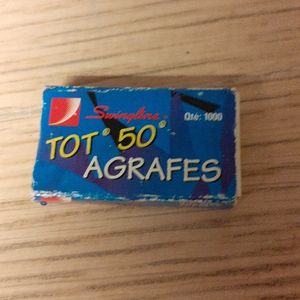 Swingline
Qté: 1000
TOT® 50®
AGRAFES